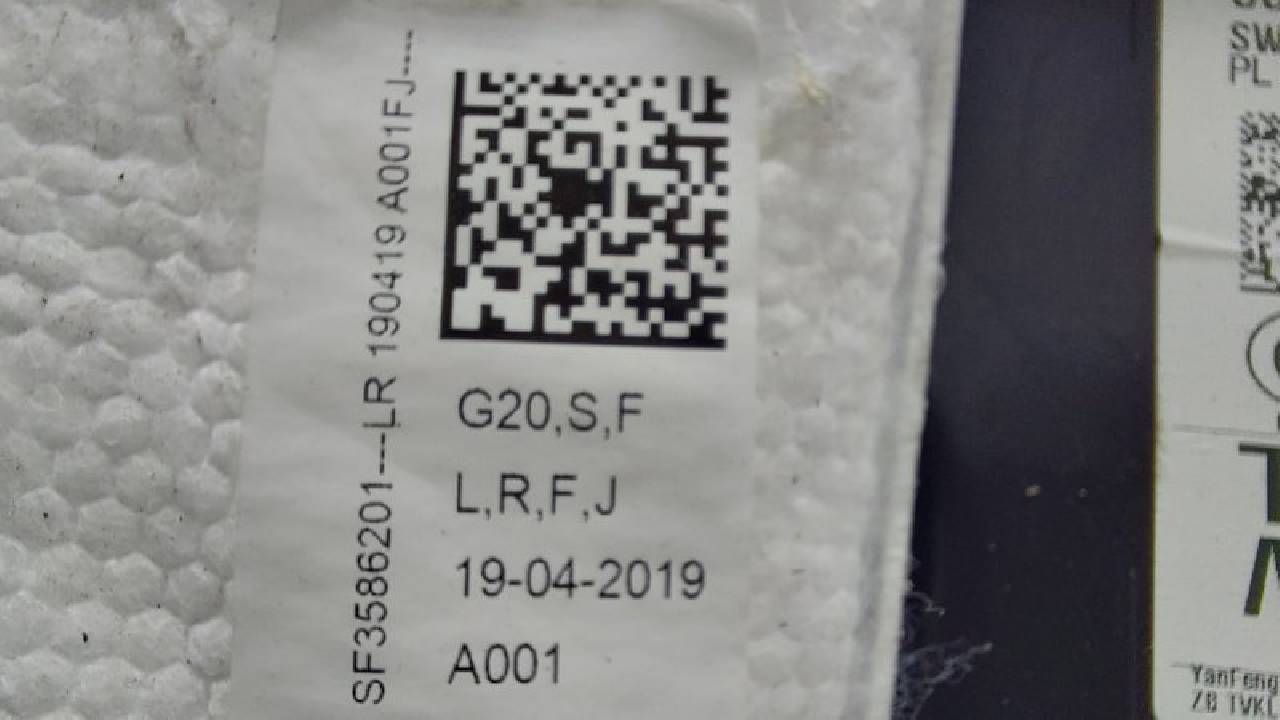 SF3586201---LR 190419 A001FJ----
G20,S,F
L,R,F,J
19-04-2019
A001
SW
PL
YanFeng